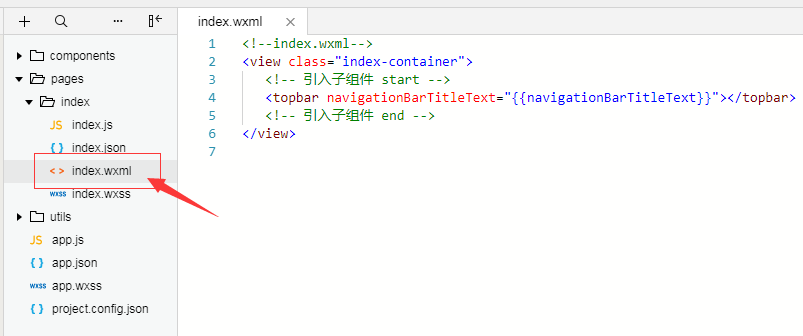 index.wxml
components
pages
index
JS index.js
{ } index.json
< > index.wxml
wxss index.wxss
utils
JS app.js
{ } app.json
wxss app.wxss
{ } project.config.json
1 <!--index.wxml-->
2 <view class="index-container">
3 <!-- 引入子组件 start -->
4 <topbar navigationBarTitleText="{{navigationBarTitleText}}"></topbar>
5 <!-- 引入子组件 end -->
6 </view>
7